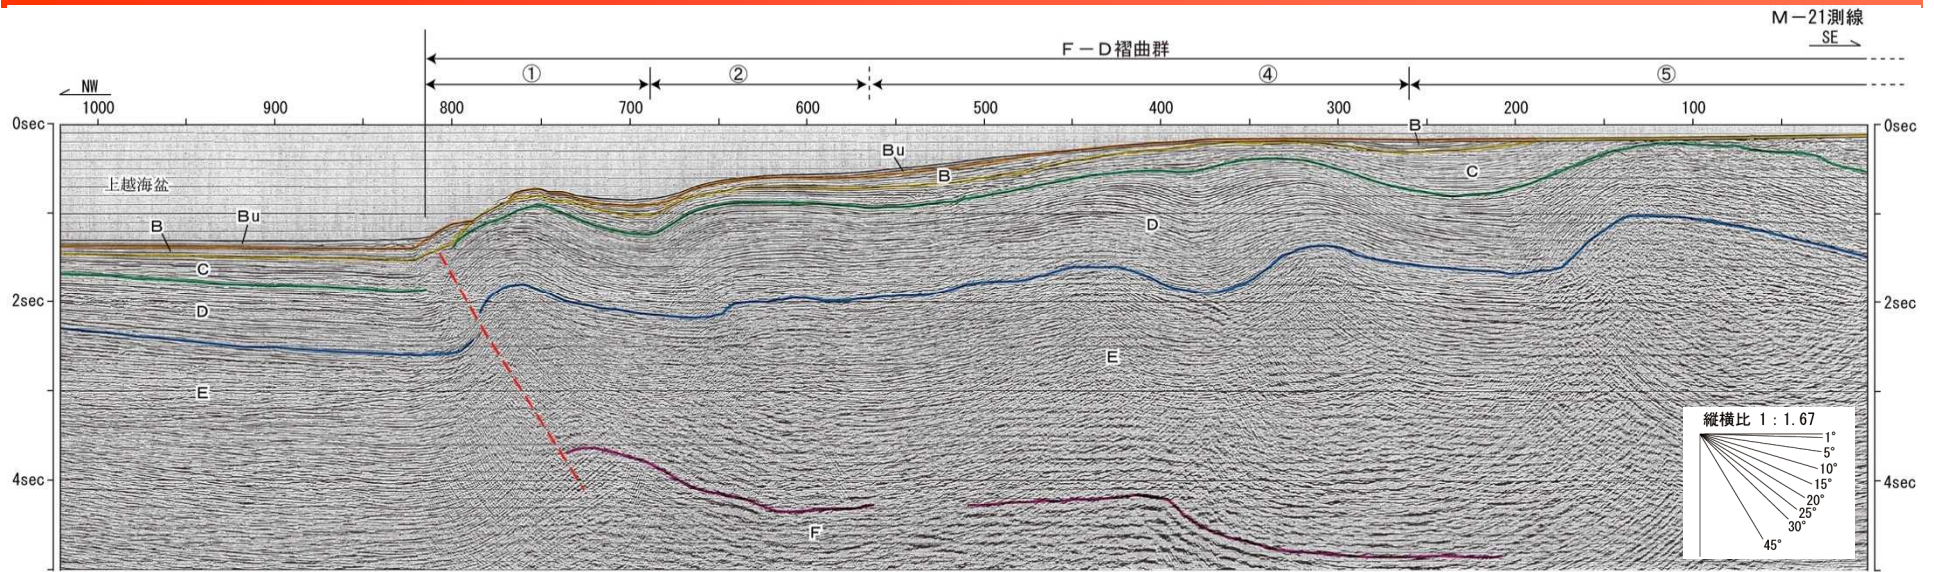 M－21測線
SE
F－D褶曲群
① ② ④ ⑤
NW
1000 900 800 700 600 500 400 300 200 100
0sec 0sec
B
Bu
上越海盆
B
C
B Bu
D
C
D
2sec 2sec
E
E
縦横比 1：1.67
1°
5°
10°
15°
20°
25°
30°
45°
4sec 4sec
F